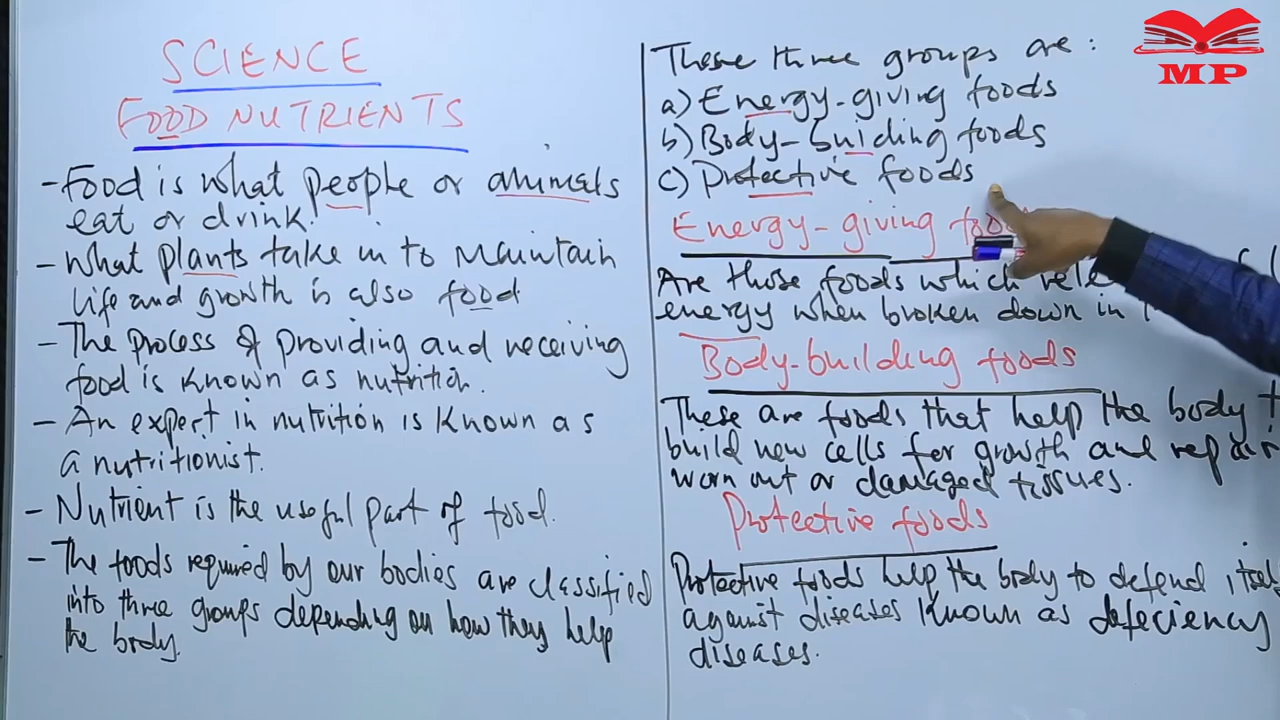 SCIENCE
FOOD NUTRIENTS
- Food is what people or animals
eat or drink.
- What plants take in to maintain
life and growth is also food
- The process of providing and receiving
food is known as nutrition.
- An expert in nutrition is known as
a nutritionist.
- Nutrient is the useful part of food.
- The foods required by our bodies are classified
into three groups depending on how they help
the body.
These three groups are:
a) Energy-giving foods
b) Body-building foods
c) Protective foods
Energy-giving
Are those foods which
energy when broken down in
Body-building foods
These are foods that help the body
build new cells for growth and repair
worn out or damaged tissues.
Protective foods
Protective foods help the body to defend itself
against diseases known as defeciency
diseases.
MP